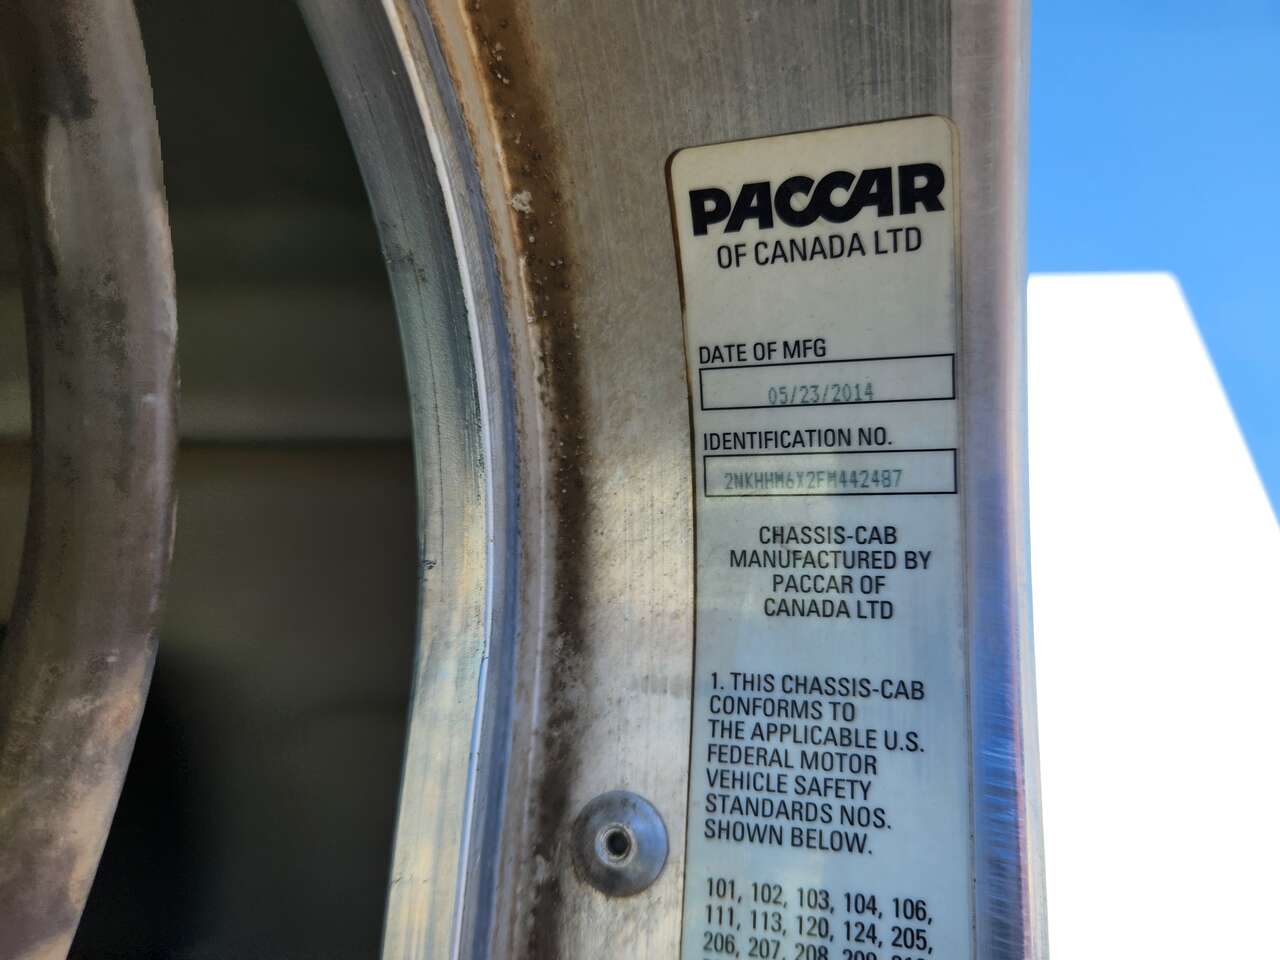 PACCAR
OF CANADA LTD
DATE OF MFG
05/23/2014
IDENTIFICATION NO.
2NKHHM6X2FM442487
CHASSIS-CAB
MANUFACTURED BY
PACCAR OF
CANADA LTD
1. THIS CHASSIS-CAB
CONFORMS TO
THE APPLICABLE U.S.
FEDERAL MOTOR
VEHICLE SAFETY
STANDARDS NOS.
SHOWN BELOW.
101, 102, 103, 104, 106,
111, 113, 120, 124, 205,
206, 207, 208, 209,